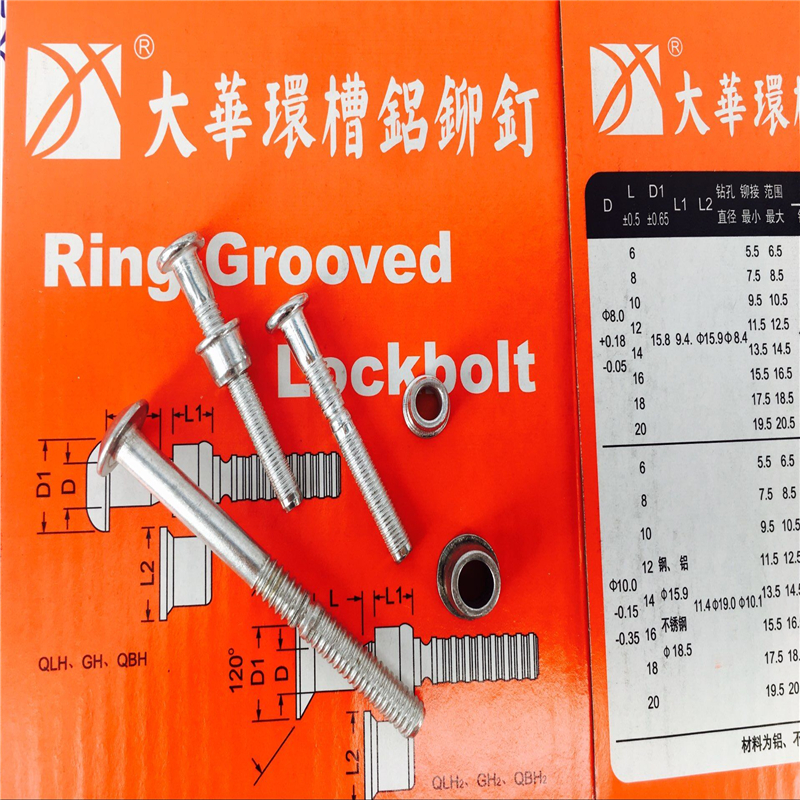 ®
大華環槽鋁鉚釘
Ring Grooved
Lockbolt
L1
D1
D
L2
QLH、GH、QBH
L
L1
120°
D1
D
L2
QLH₂、GH₂、QBH₂
®
大華環
D L ±0.5 D1 ±0.65 L1 L2 钻孔直径 铆接最小 范围最大
6 5.5 6.5
8 7.5 8.5
10 9.5 10.5
Φ8.0 +0.18 -0.05
12 11.5 12.5
15.8 9.4. Φ15.9 Φ8.4
14 13.5 14.5
16 15.5 16.5
18 17.5 18.5
20 19.5 20.5
6 5.5 6.5
8 7.5 8.5
10 9.5 10.5
12 钢、铝 11.5 12.5
Φ10.0 -0.15 -0.35
14 Φ15.9 11.4 Φ19.0 Φ10.1 13.5 14.5
16 不锈钢 15.5 16.
Φ18.5
18 17.5 18.
20 19.5 20
材料为铝、不